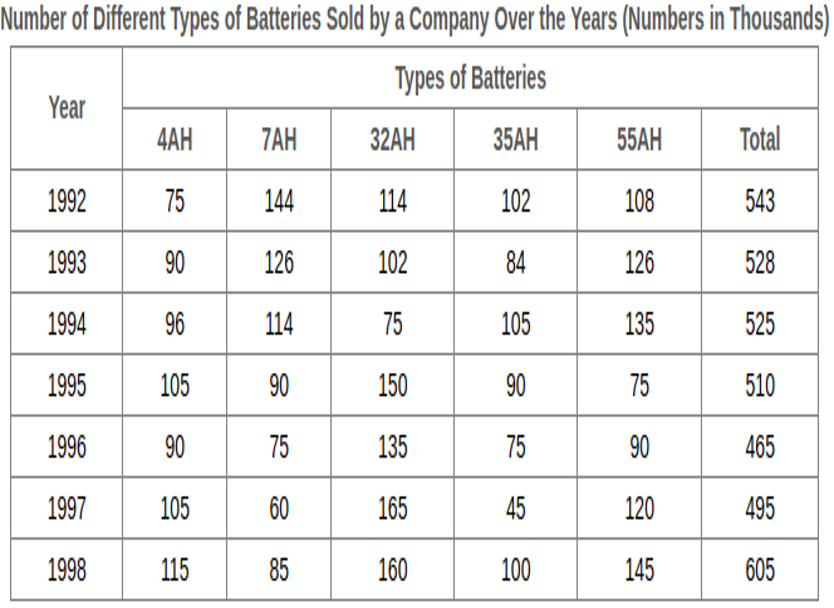 Number of Different Types of Batteries Sold by a Company Over the Years (Numbers in Thousands)
Year Types of Batteries
4AH 7AH 32AH 35AH 55AH Total
1992 75 144 114 102 108 543
1993 90 126 102 84 126 528
1994 96 114 75 105 135 525
1995 105 90 150 90 75 510
1996 90 75 135 75 90 465
1997 105 60 165 45 120 495
1998 115 85 160 100 145 605